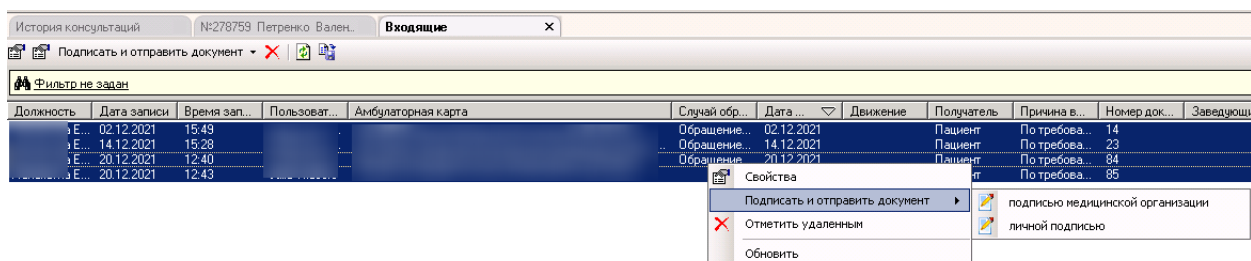 История консультаций №278759 Петренко Вален.. Входящие
Подписать и отправить документ
Фильтр не задан
Должность Дата записи Время зап... Пользоват... Амбулаторная карта Случай обр... Дата ... Движение Получатель Причина в... Номер док... Заведующи
Е... 02.12.2021 15:49 Обращение... 02.12.2021 Пациент По требова... 14
Е... 14.12.2021 15:28 Обращение... 14.12.2021 Пациент По требова... 23
Е... 20.12.2021 12:40 Обращение 20.12.2021 Пациент По требова... 84
Е... 20.12.2021 12:43 По требова... 85
Свойства
Подписать и отправить документ
подписью медицинской организации
Отметить удаленным
личной подписью
Обновить